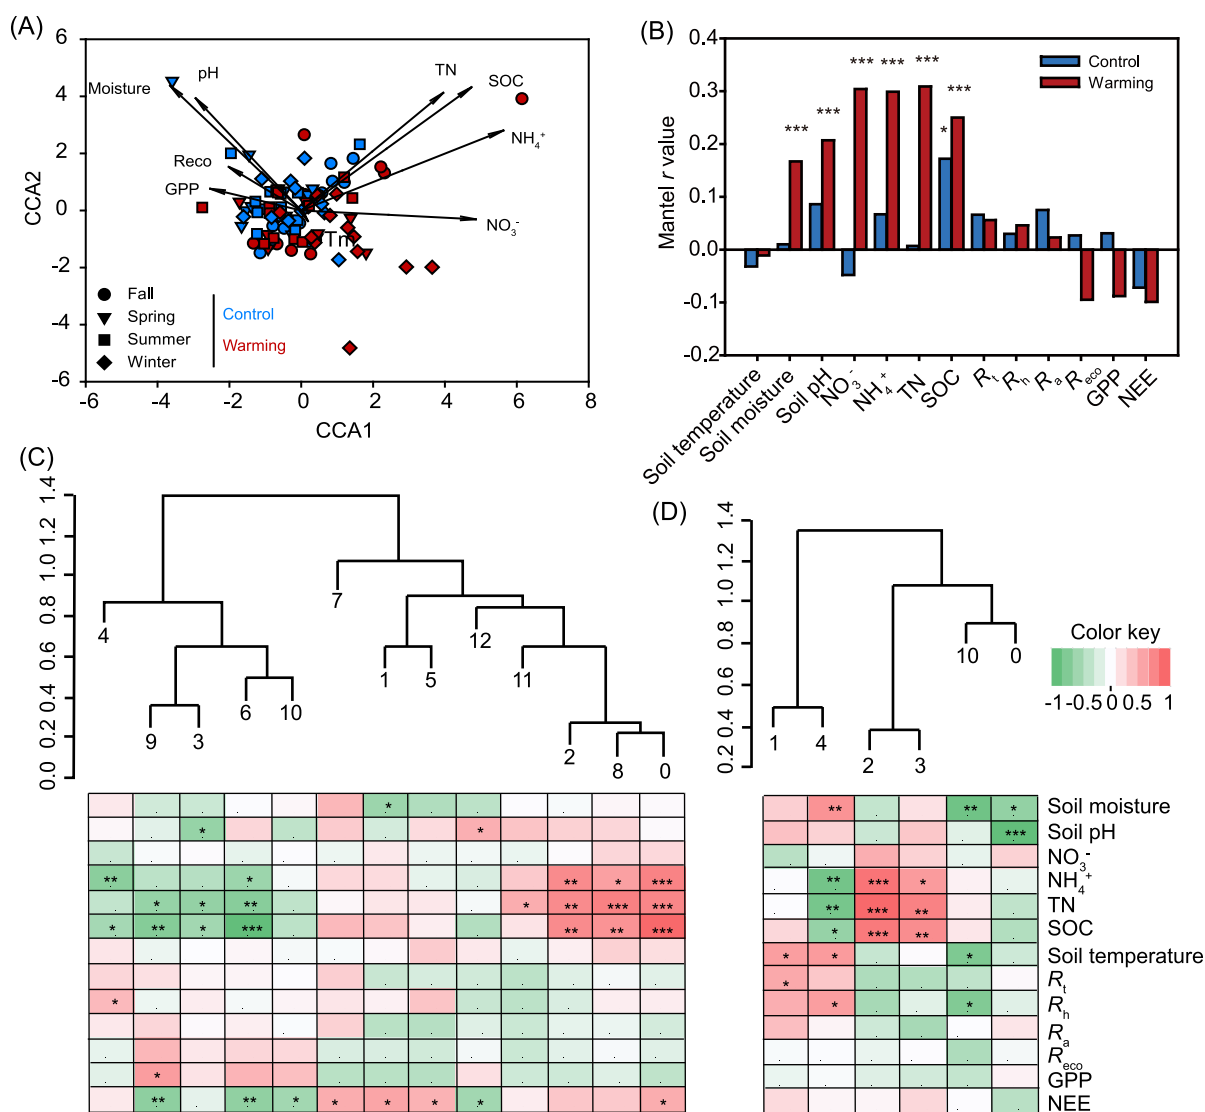 (A)
6
4
2
0
-2
-4
-6
CCA2
-6
-4
-2
0
2
4
6
8
CCA1
Moisture
pH
TN
SOC
NH₄⁺
Reco
GPP
NO₃⁻
Tm
Fall
Spring
Summer
Winter
Control
Warming
(B)
0.4
0.3
0.2
0.1
0.0
-0.1
-0.2
Mantel r value
Control
Warming
*** *** *** *** *** * ***
Soil temperature
Soil moisture
Soil pH
NO₃⁻
NH₄⁺
TN
SOC
Rt
Rh
Ra
Reco
GPP
NEE
(C)
1.4
1.2
1.0
0.8
0.6
0.4
0.2
0.0
4
9
3
6
10
7
1
5
12
11
2
8
0
*
* *
** * ** * ***
* * ** * ** *** ***
* ** * *** ** ** ***
*
*
** ** * * * * * *
(D)
1.4
1.2
1.0
0.8
0.6
0.4
0.2
1
4
2
3
10
0
Color key
-1 -0.5 0 0.5 1
** ** * Soil moisture
*** Soil pH
NO₃⁻
** *** * NH₄⁺
** *** ** TN
* *** ** SOC
* * * Soil temperature
* Rt
* * Rh
Ra
Reco
GPP
NEE